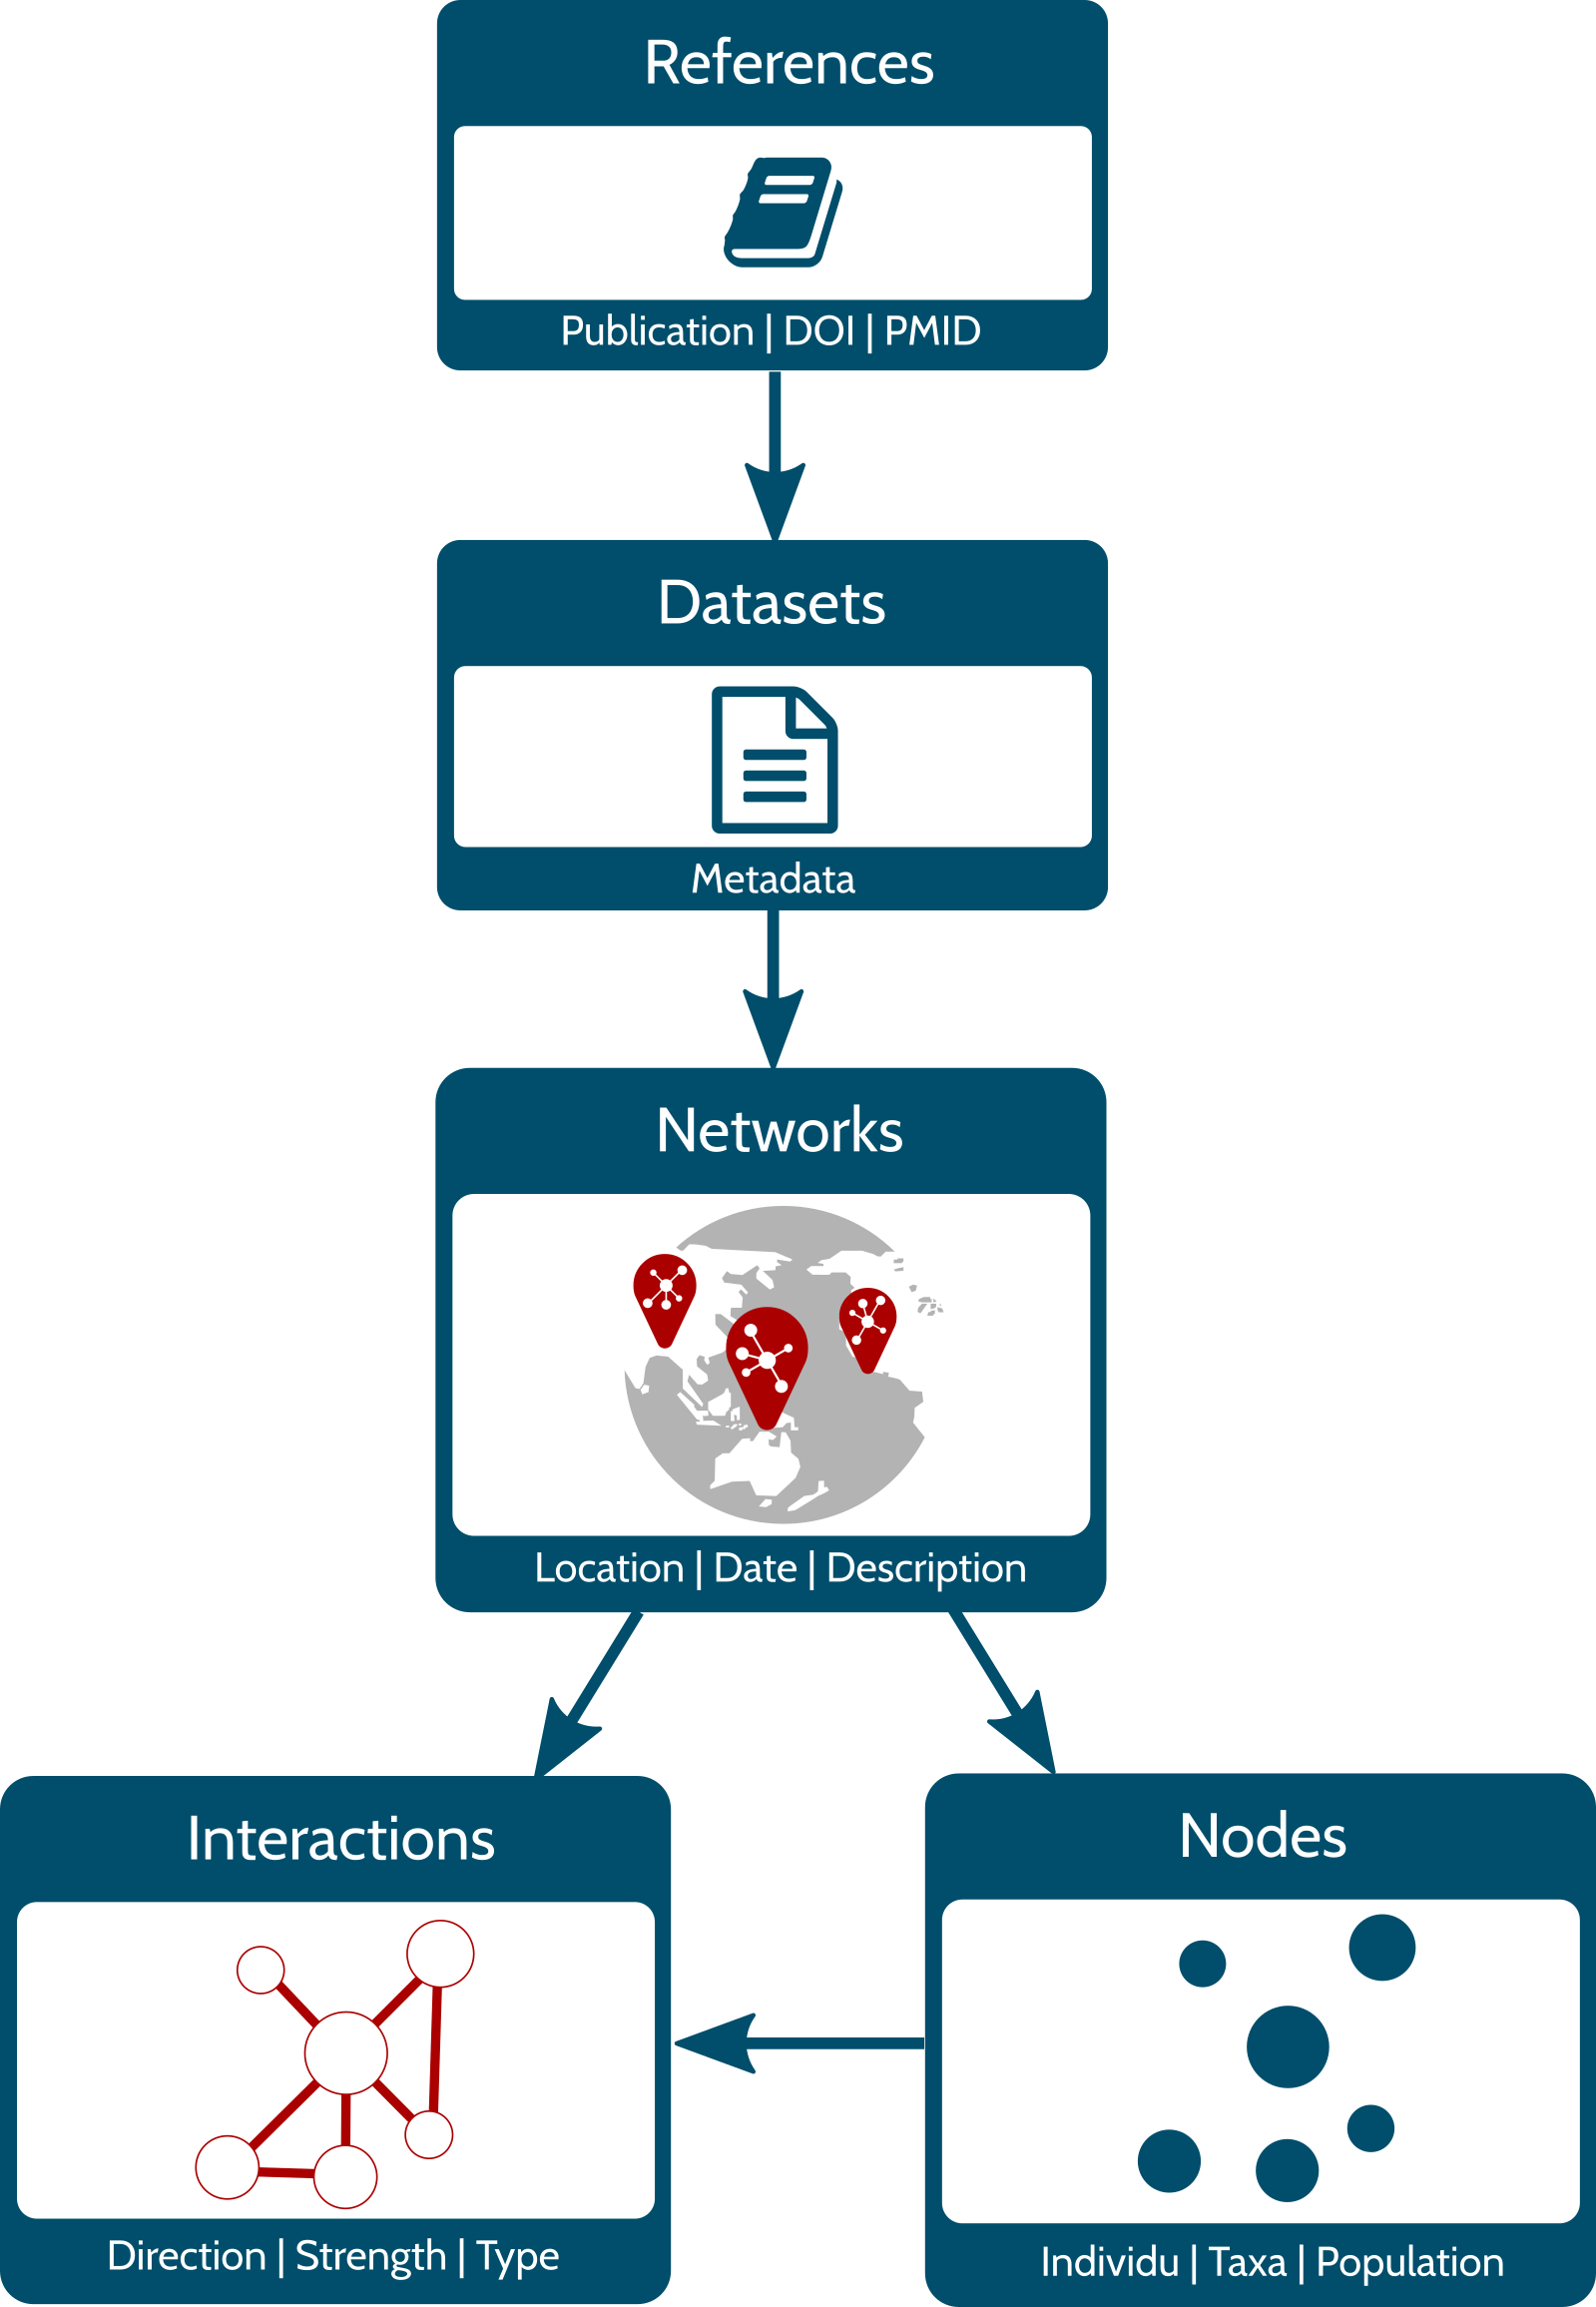 References
Publication | DOI | PMID
Datasets
Metadata
Networks
Location | Date | Description
Interactions
Direction | Strength | Type
Nodes
Individu | Taxa | Population